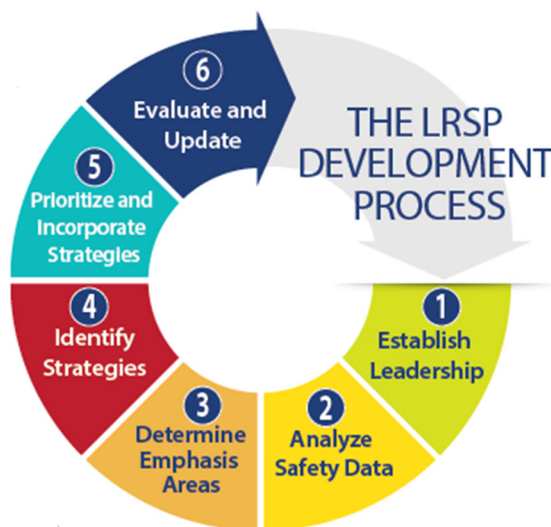 THE LRSP
DEVELOPMENT
PROCESS
1
Establish
Leadership
2
Analyze
Safety Data
3
Determine
Emphasis
Areas
4
Identify
Strategies
5
Prioritize and
Incorporate
Strategies
6
Evaluate and
Update